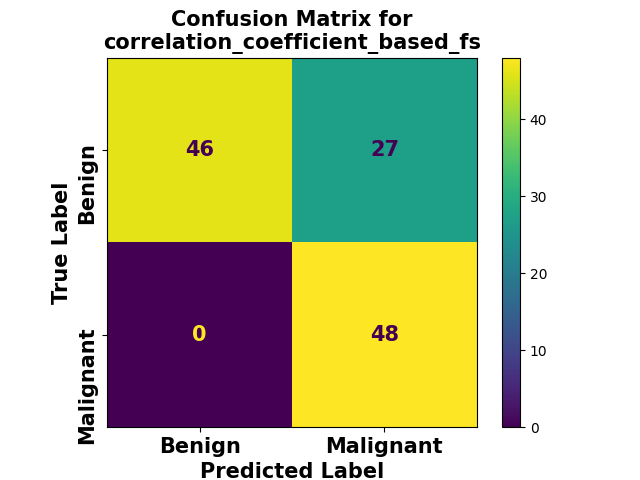 Confusion Matrix for
correlation_coefficient_based_fs
True Label
Benign
Malignant
46
27
0
48
Benign
Malignant
Predicted Label
40
30
20
10
0